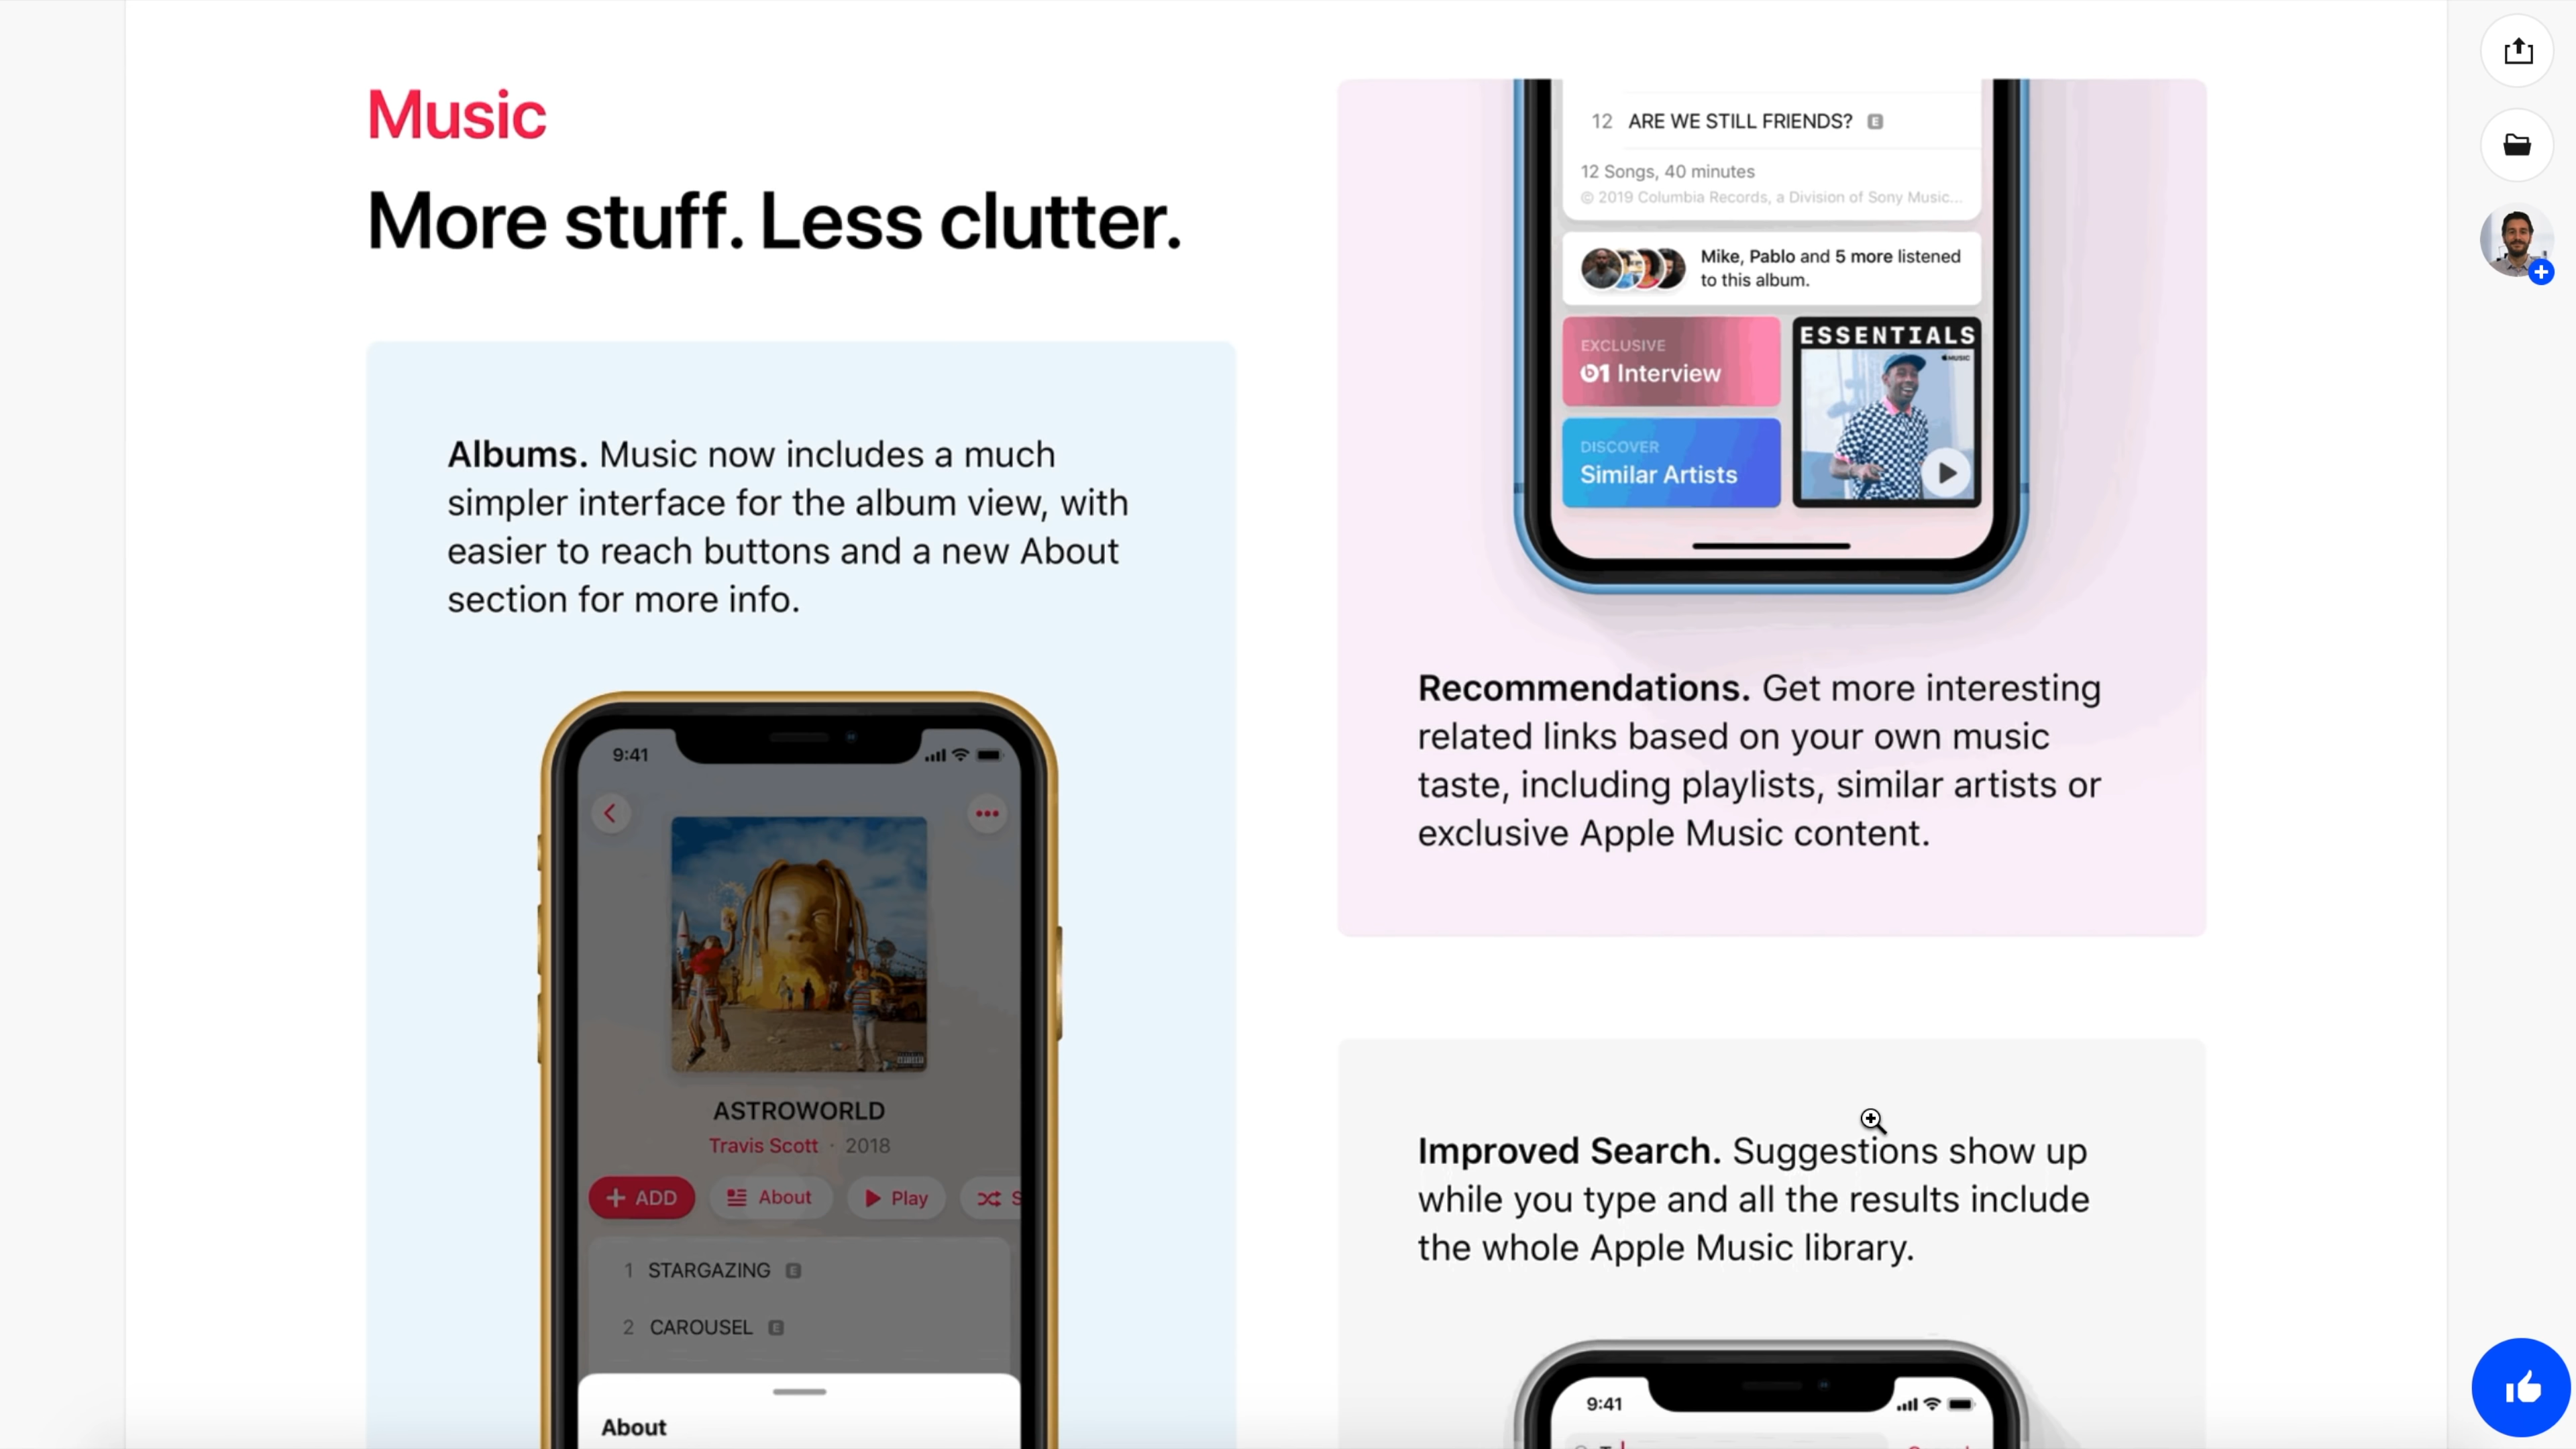 Music
More stuff. Less clutter.
Albums. Music now includes a much
simpler interface for the album view, with
easier to reach buttons and a new About
section for more info.
9:41
ASTROWORLD
Travis Scott · 2018
+ ADD
About
Play
S
1 STARGAZING E
2 CAROUSEL E
About
12 ARE WE STILL FRIENDS? E
12 Songs, 40 minutes
© 2019 Columbia Records, a Division of Sony Music...
Mike, Pablo and 5 more listened
to this album.
EXCLUSIVE
b1 Interview
ESSENTIALS
MUSIC
DISCOVER
Similar Artists
Recommendations. Get more interesting
related links based on your own music
taste, including playlists, similar artists or
exclusive Apple Music content.
Improved Search. Suggestions show up
while you type and all the results include
the whole Apple Music library.
9:41